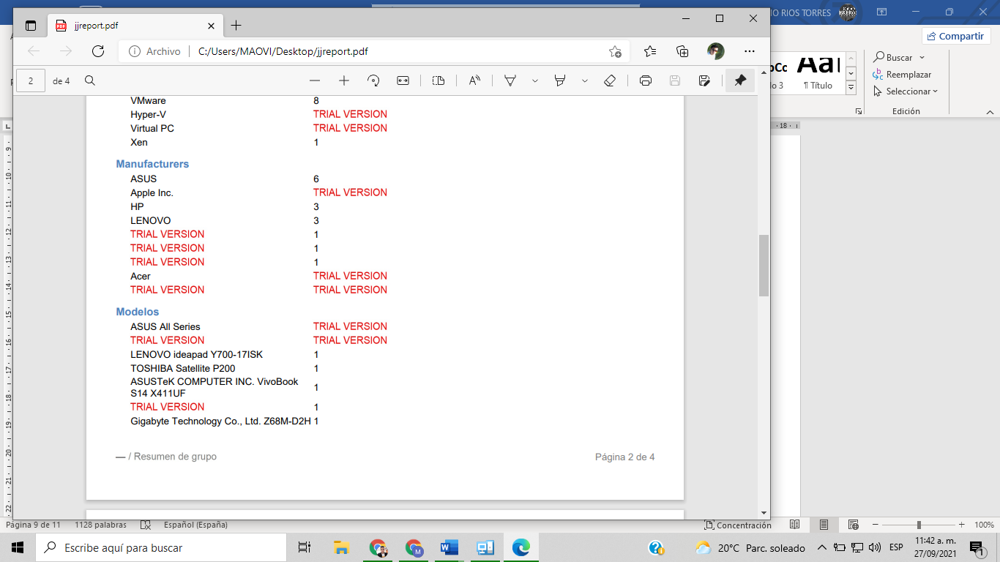 jjreport.pdf
IO RIOS TORRES
Archivo C:/Users/MAOVI/Desktop/jjreport.pdf
Compartir
2 de 4
Buscar
Reemplazar
Seleccionar
Edición
¶ Título
18
VMware 8
Hyper-V TRIAL VERSION
Virtual PC TRIAL VERSION
Xen 1
Manufacturers
ASUS 6
Apple Inc. TRIAL VERSION
HP 3
LENOVO 3
TRIAL VERSION 1
TRIAL VERSION 1
TRIAL VERSION 1
Acer TRIAL VERSION
TRIAL VERSION TRIAL VERSION
Modelos
ASUS All Series TRIAL VERSION
TRIAL VERSION TRIAL VERSION
LENOVO ideapad Y700-17ISK 1
TOSHIBA Satellite P200 1
ASUSTeK COMPUTER INC. VivoBook
S14 X411UF 1
TRIAL VERSION 1
Gigabyte Technology Co., Ltd. Z68M-D2H 1
— / Resumen de grupo Página 2 de 4
Página 9 de 11 1128 palabras Español (España) Concentración 100%
Escribe aquí para buscar
20°C Parc. soleado ESP 11:42 a. m.
27/09/2021